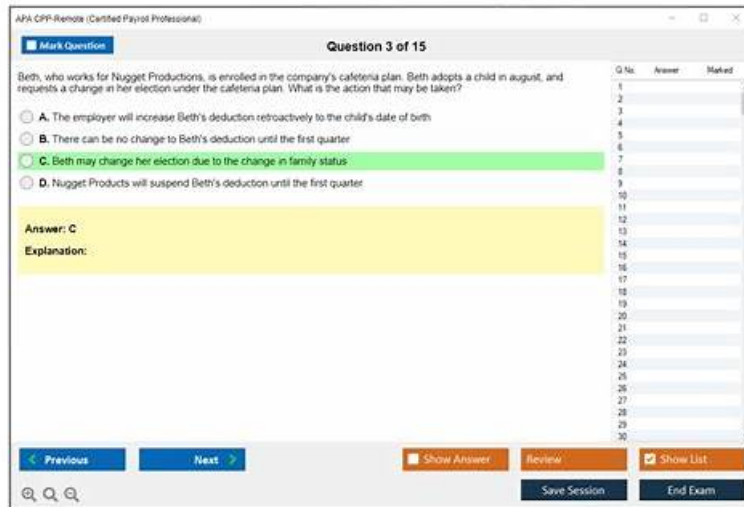 APA CPP-Remote (Certified Payroll Professional)
Mark Question
Question 3 of 15
Beth, who works for Nugget Productions, is enrolled in the company's cafeteria plan. Beth adopts a child in august, and
requests a change in her election under the cafeteria plan. What is the action that may be taken?
A. The employer will increase Beth's deduction retroactively to the child's date of birth
B. There can be no change to Beth's deduction until the first quarter
C. Beth may change her election due to the change in family status
D. Nugget Products will suspend Beth's deduction until the first quarter
Answer: C
Explanation:
Q.No. Answer Marked
1
2
3
4
5
6
7
8
9
10
11
12
13
14
15
16
17
18
19
20
21
22
23
24
25
26
27
28
29
30
Previous Next Show Answer Review Show List
Save Session End Exam